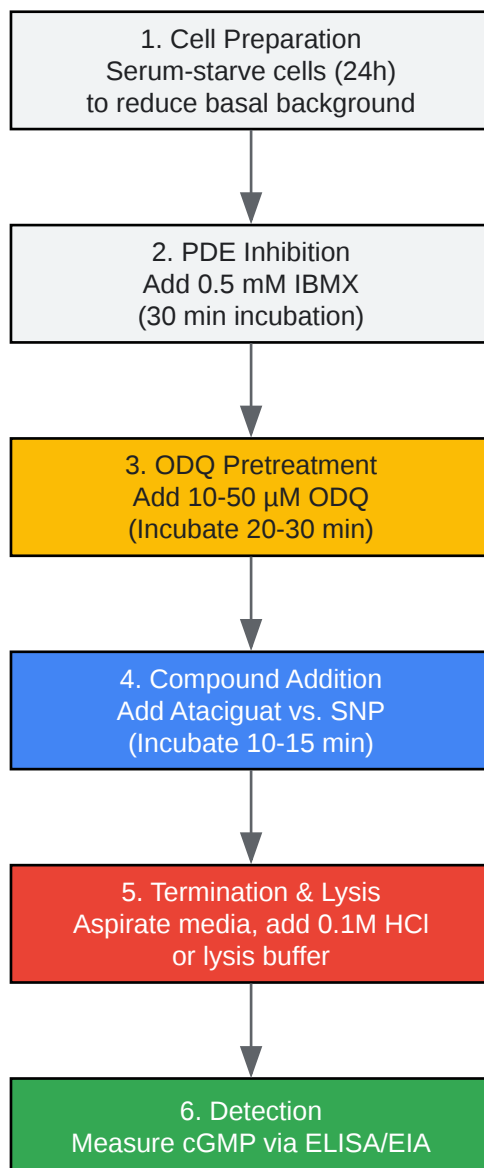 1. Cell Preparation
Serum-starve cells (24h)
to reduce basal background
2. PDE Inhibition
Add 0.5 mM IBMX
(30 min incubation)
3. ODQ Pretreatment
Add 10-50 µM ODQ
(Incubate 20-30 min)
4. Compound Addition
Add Ataciguat vs. SNP
(Incubate 10-15 min)
5. Termination & Lysis
Aspirate media, add 0.1M HCl
or lysis buffer
6. Detection
Measure cGMP via ELISA/EIA